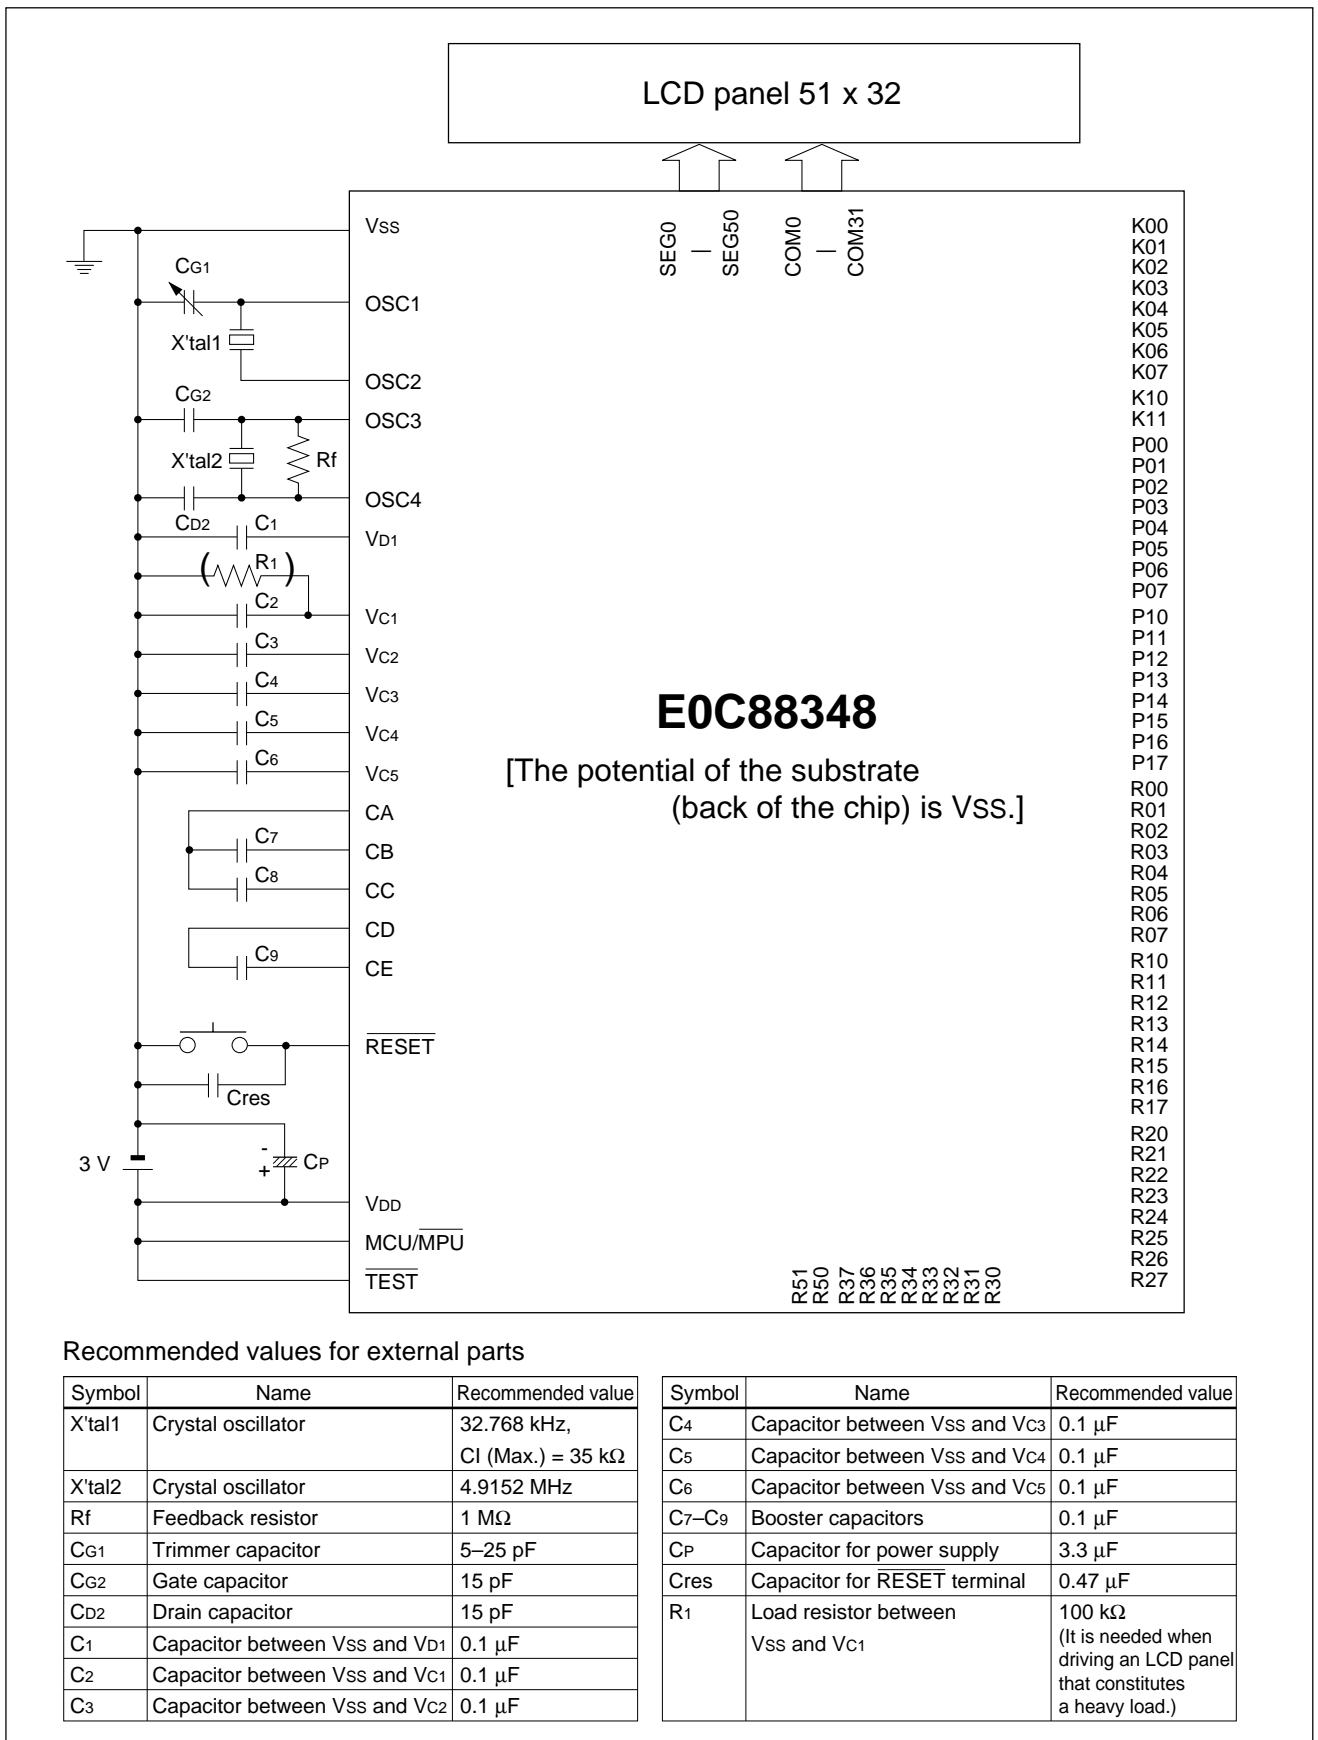 LCD panel 51 x 32
SEG0 | SEG50
COM0 | COM31
VSS
CG1
OSC1
X'tal1
OSC2
CG2
OSC3
X'tal2
Rf
OSC4
CD2
C1
VD1
(R1)
C2
VC1
C3
VC2
C4
VC3
C5
VC4
C6
VC5
CA
C7
CB
C8
CC
CD
C9
CE
RESET
Cres
3 V
-
+
CP
VDD
MCU/MPU
TEST
E0C88348
[The potential of the substrate
(back of the chip) is VSS.]
K00
K01
K02
K03
K04
K05
K06
K07
K10
K11
P00
P01
P02
P03
P04
P05
P06
P07
P10
P11
P12
P13
P14
P15
P16
P17
R00
R01
R02
R03
R04
R05
R06
R07
R10
R11
R12
R13
R14
R15
R16
R17
R20
R21
R22
R23
R24
R25
R26
R27
R51
R50
R37
R36
R35
R34
R33
R32
R31
R30
Recommended values for external parts
Symbol Name Recommended value
X'tal1 Crystal oscillator 32.768 kHz,
CI (Max.) = 35 kΩ
X'tal2 Crystal oscillator 4.9152 MHz
Rf Feedback resistor 1 MΩ
CG1 Trimmer capacitor 5–25 pF
CG2 Gate capacitor 15 pF
CD2 Drain capacitor 15 pF
C1 Capacitor between VSS and VD1 0.1 μF
C2 Capacitor between VSS and VC1 0.1 μF
C3 Capacitor between VSS and VC2 0.1 μF
Symbol Name Recommended value
C4 Capacitor between VSS and VC3 0.1 μF
C5 Capacitor between VSS and VC4 0.1 μF
C6 Capacitor between VSS and VC5 0.1 μF
C7–C9 Booster capacitors 0.1 μF
CP Capacitor for power supply 3.3 μF
Cres Capacitor for RESET terminal 0.47 μF
R1 Load resistor between 100 kΩ
VSS and VC1 (It is needed when
driving an LCD panel
that constitutes
a heavy load.)